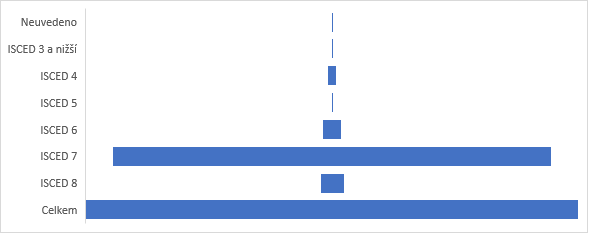 Neuvedeno
ISCED 3 a nižší
ISCED 4
ISCED 5
ISCED 6
ISCED 7
ISCED 8
Celkem